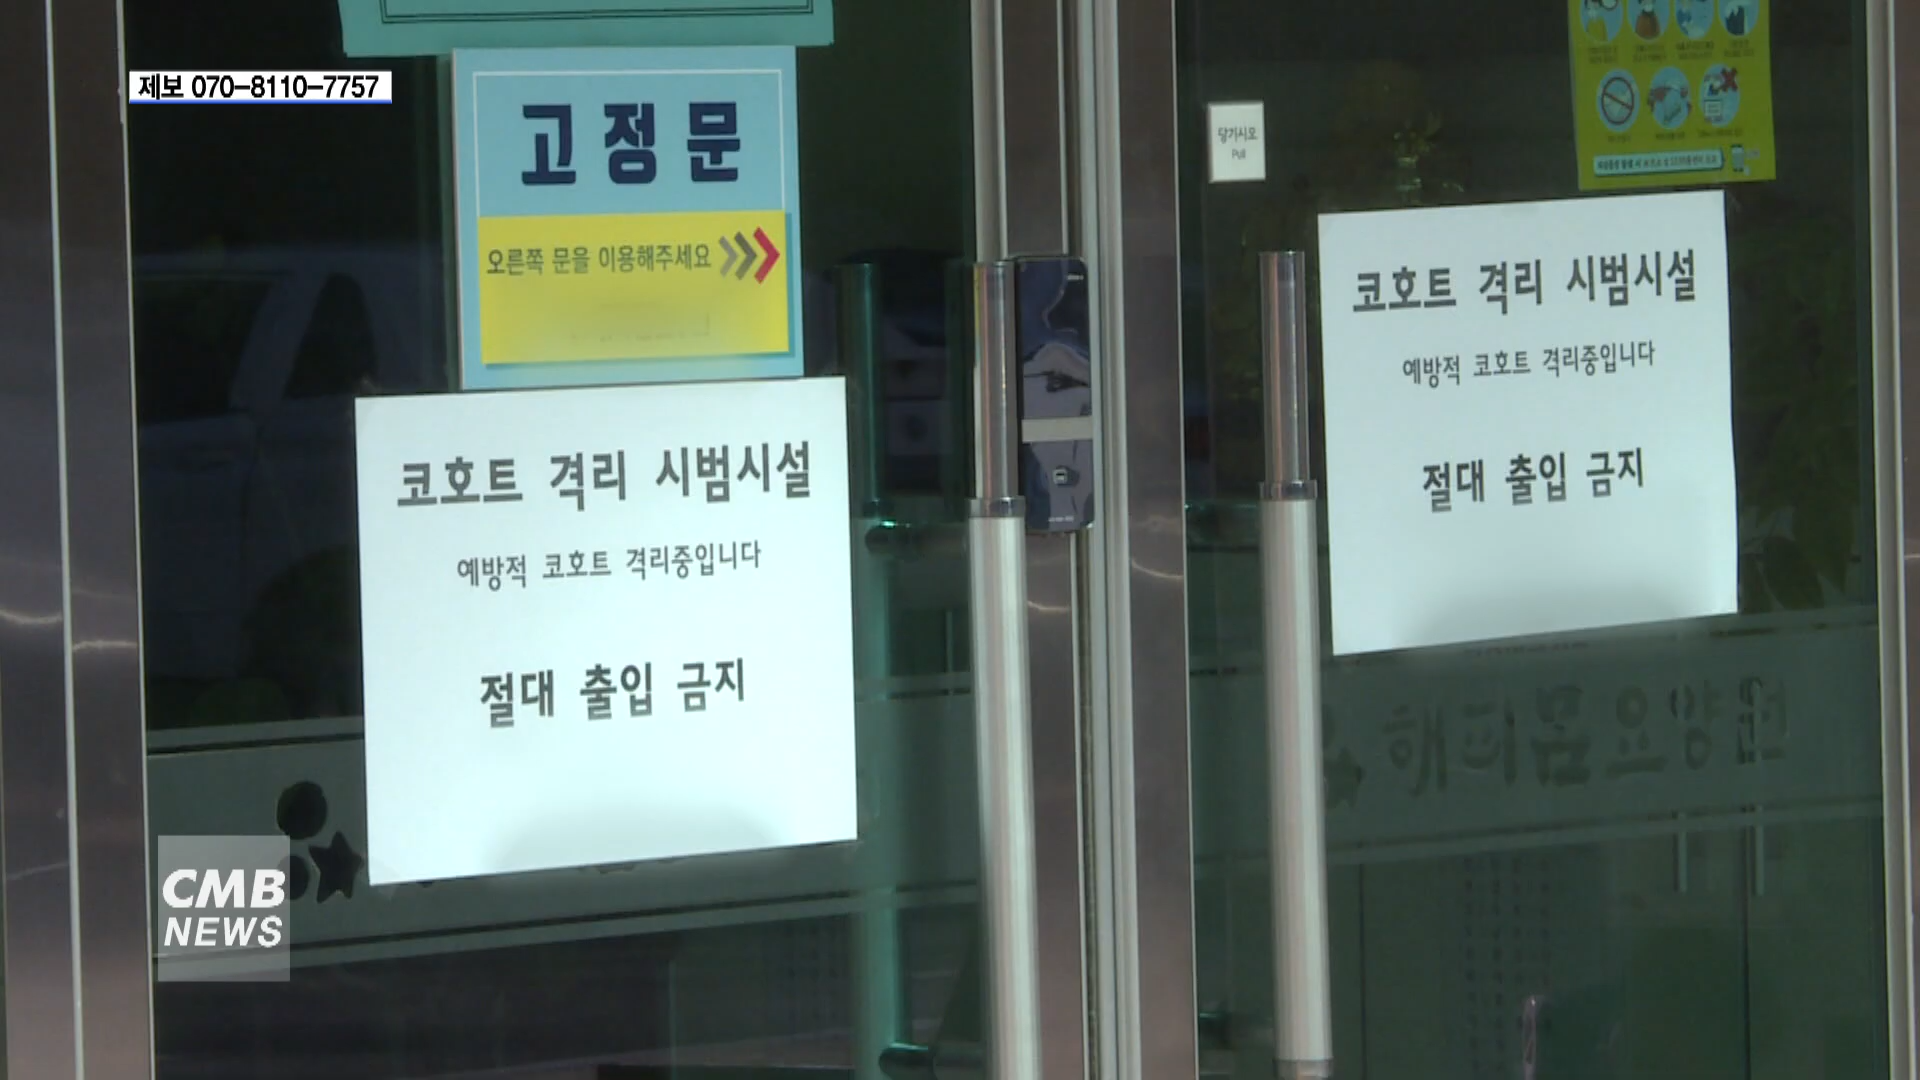 제보 070-8110-7757
고정문
오른쪽 문을 이용해주세요
코호트 격리 시범시설
예방적 코호트 격리중입니다
절대 출입 금지
당기시오
Pull
코호트 격리 시범시설
예방적 코호트 격리중입니다
절대 출입 금지
CMB
NEWS